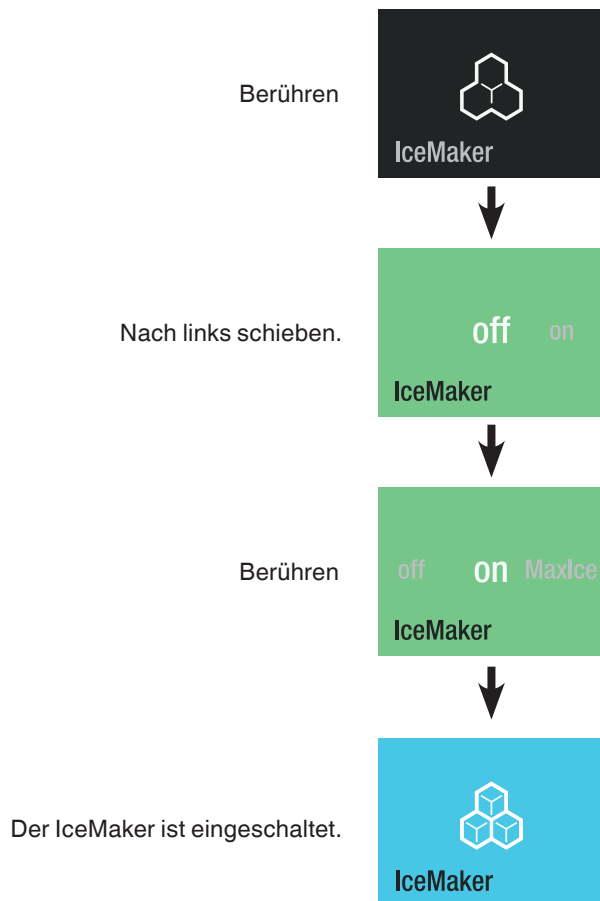 Berühren
IceMaker
Nach links schieben.
off on
IceMaker
Berühren
off on MaxIce
IceMaker
Der IceMaker ist eingeschaltet.
IceMaker